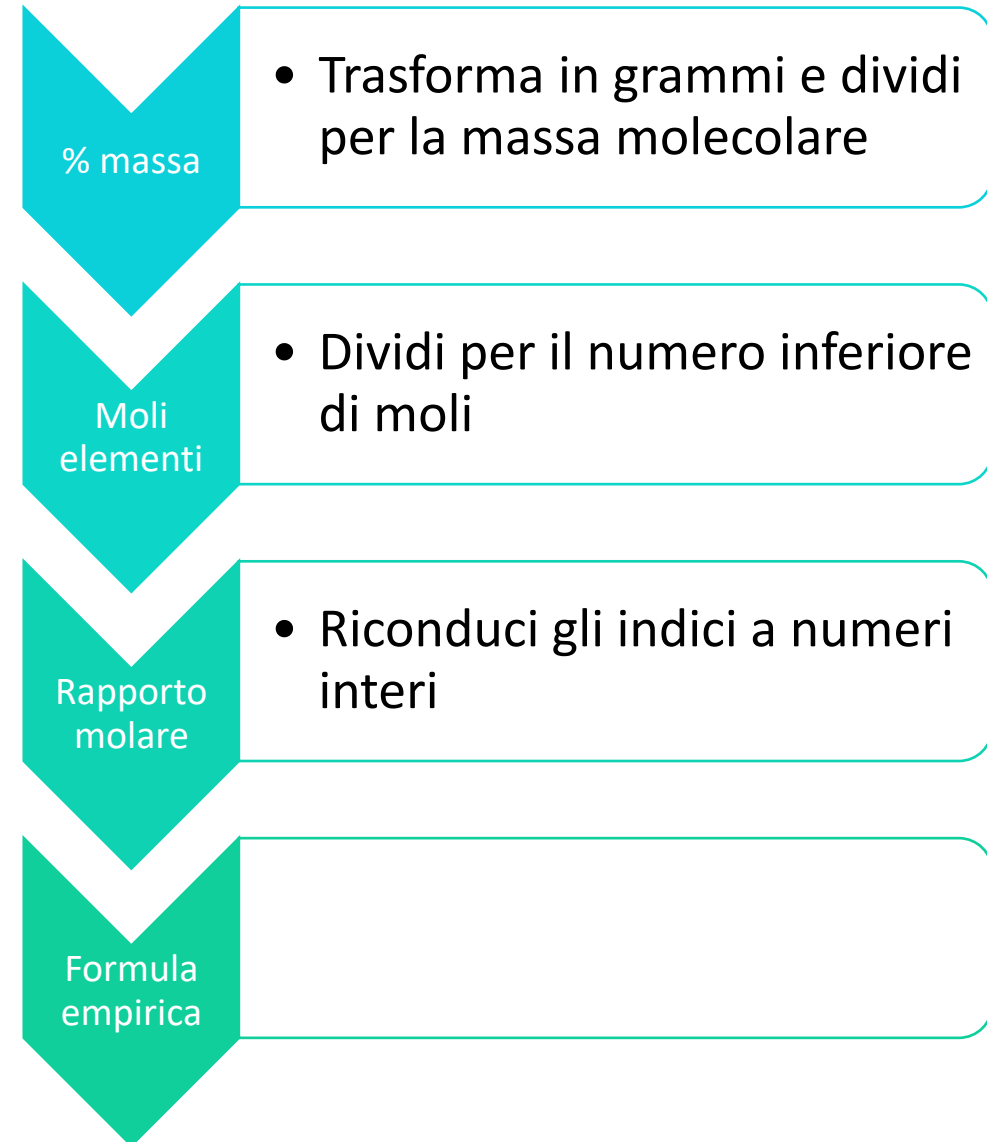 % massa
• Trasforma in grammi e dividi
per la massa molecolare
Moli
elementi
• Dividi per il numero inferiore
di moli
Rapporto
molare
• Riconduci gli indici a numeri
interi
Formula
empirica